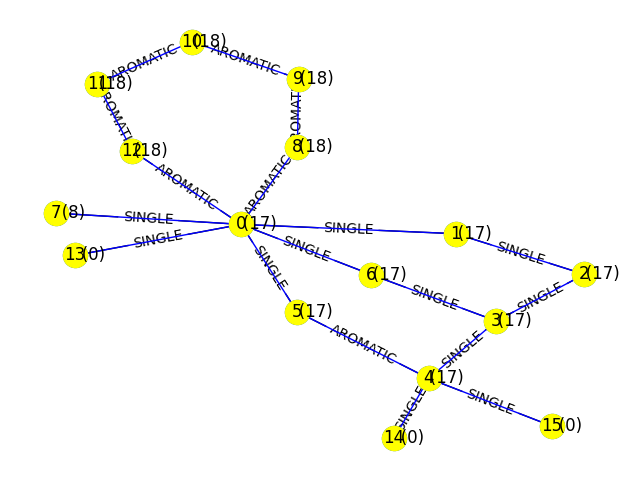 10(18)
AROMATIC
AROMATIC
11(18)
9(18)
AROMATIC
AROMATIC
12(18)
8(18)
AROMATIC
AROMATIC
7(8)
SINGLE
0(17)
SINGLE
1(17)
13(0)
SINGLE
SINGLE
SINGLE
SINGLE
6(17)
2(17)
SINGLE
SINGLE
5(17)
3(17)
AROMATIC
SINGLE
4(17)
SINGLE
SINGLE
14(0)
15(0)